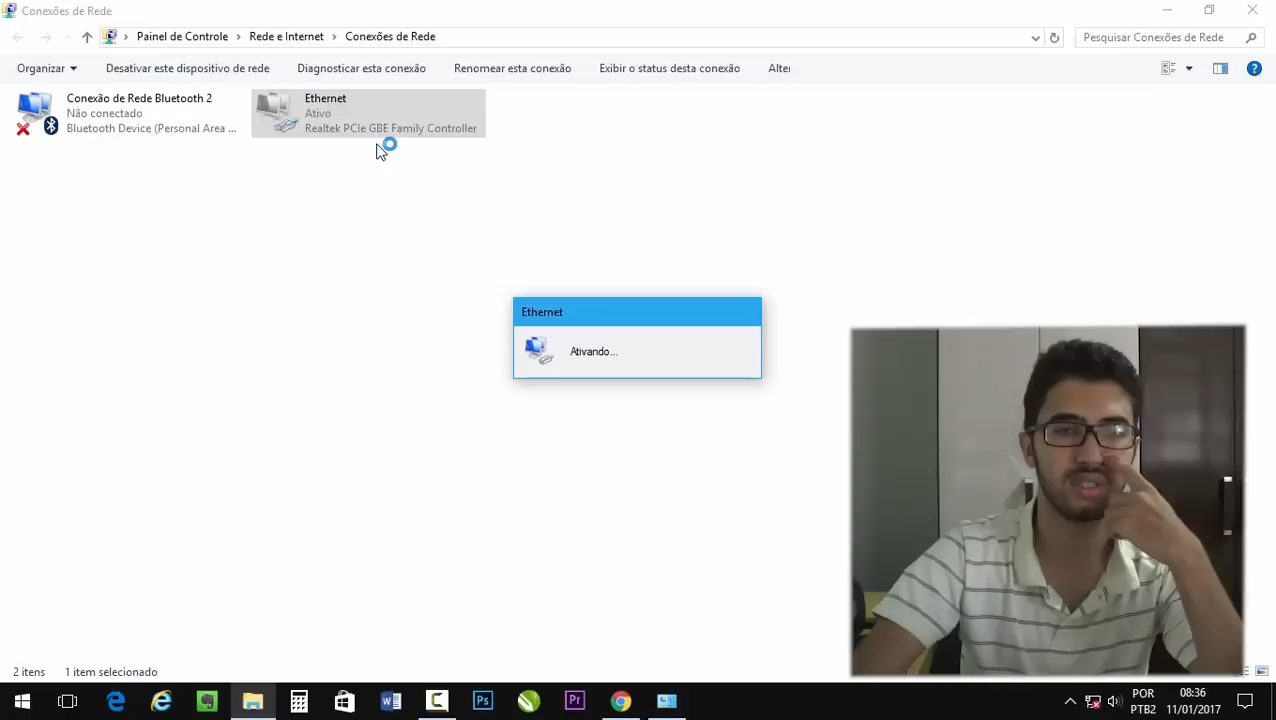 Conexões de Rede
Painel de Controle
Rede e Internet
Conexões de Rede
Pesquisar Conexões de Rede
Organizar
Desativar este dispositivo de rede
Diagnosticar esta conexão
Renomear esta conexão
Exibir o status desta conexão
Alter
Conexão de Rede Bluetooth 2
Não conectado
Bluetooth Device (Personal Area ...
Ethernet
Ativo
Realtek PCIe GBE Family Controller
Ethernet
Ativando...
2 itens
1 item selecionado
Ps
Pr
POR
PTB2
08:36
11/01/2017